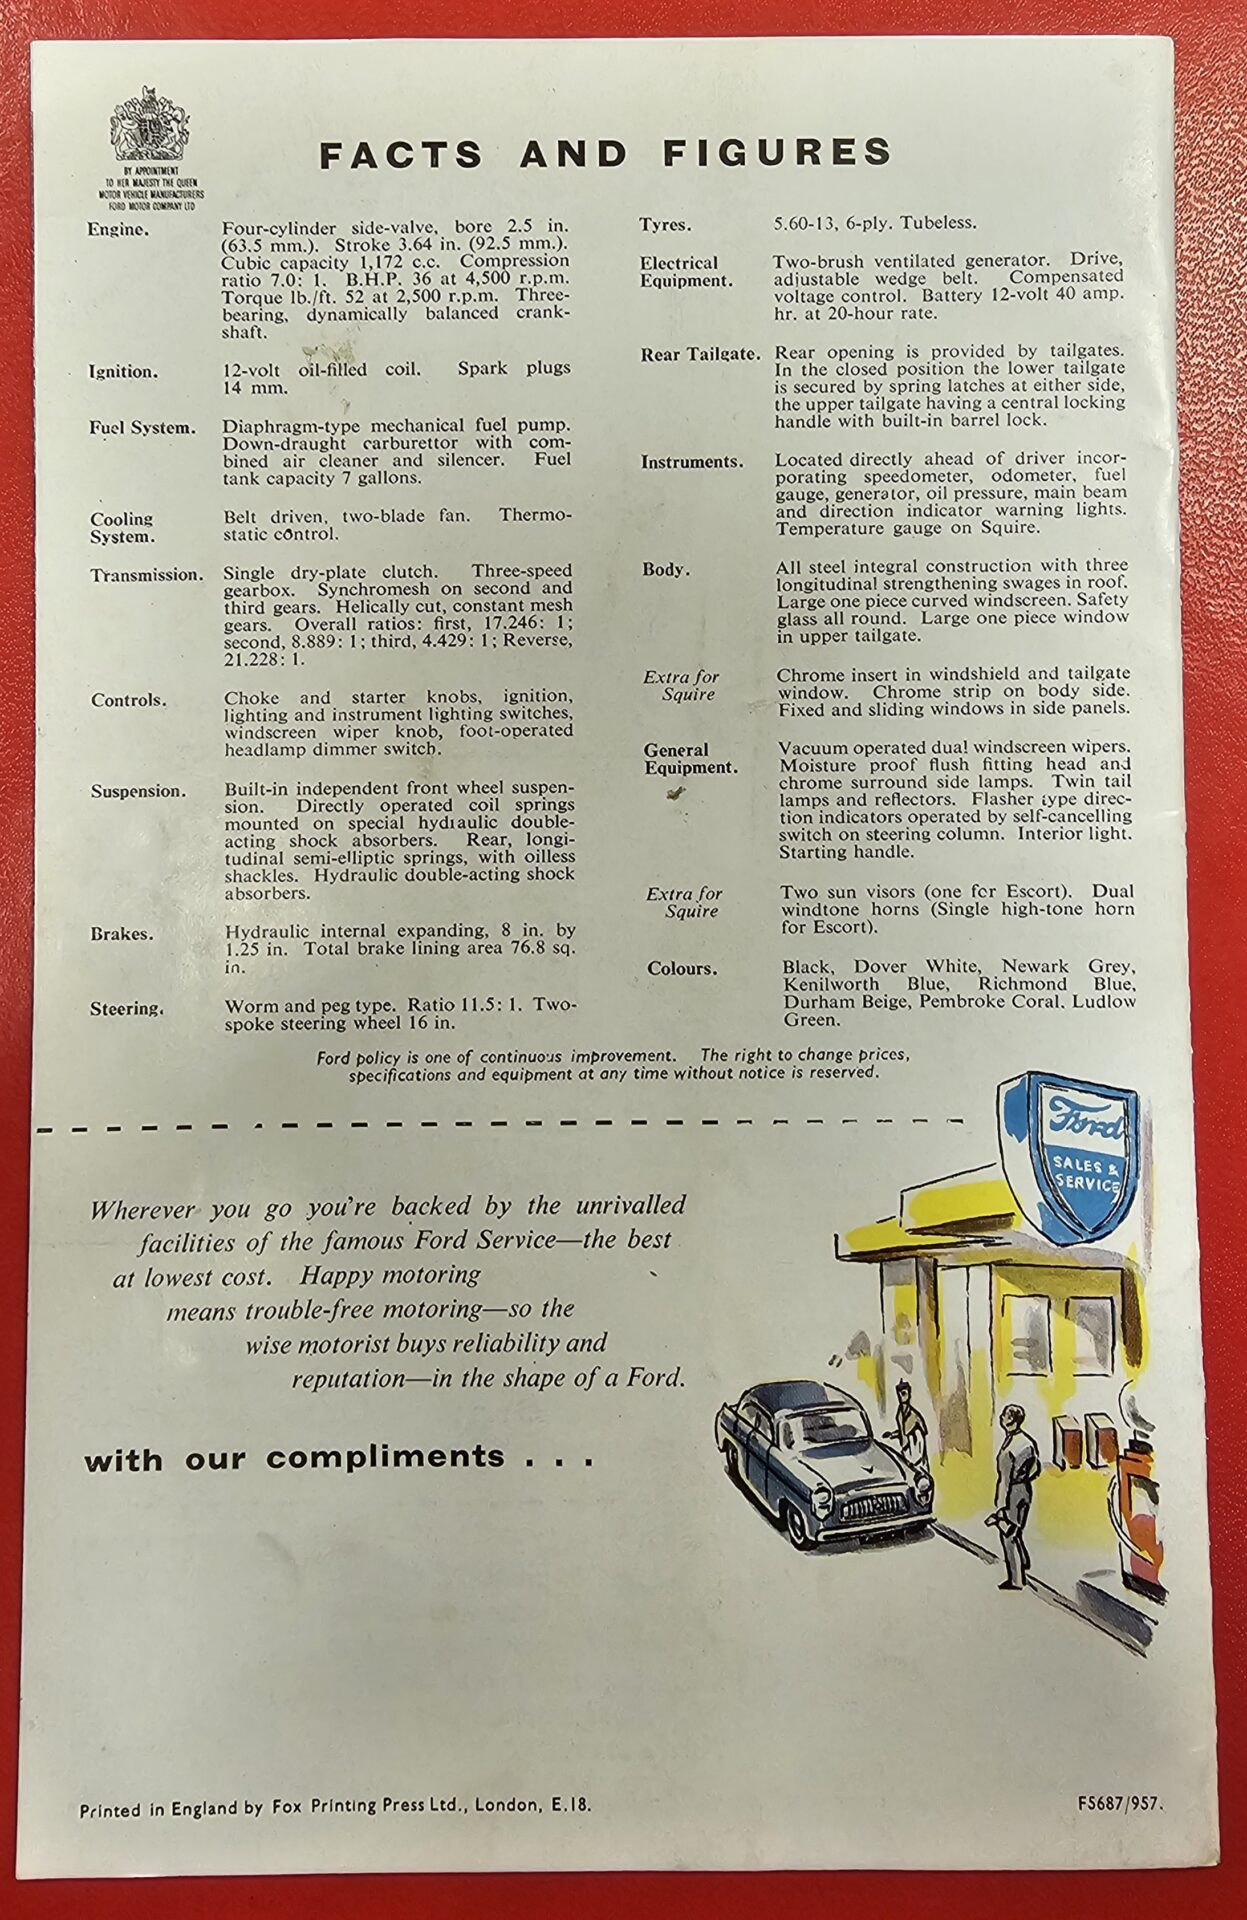 BY APPOINTMENT
TO HER MAJESTY THE QUEEN
MOTOR VEHICLE MANUFACTURERS
FORD MOTOR COMPANY LTD
FACTS AND FIGURES
Engine. Four-cylinder side-valve, bore 2.5 in.
(63.5 mm.). Stroke 3.64 in. (92.5 mm.).
Cubic capacity 1,172 c.c. Compression
ratio 7.0: 1. B.H.P. 36 at 4,500 r.p.m.
Torque lb./ft. 52 at 2,500 r.p.m. Three-
bearing, dynamically balanced crank-
shaft.
Ignition. 12-volt oil-filled coil. Spark plugs
14 mm.
Fuel System. Diaphragm-type mechanical fuel pump.
Down-draught carburettor with com-
bined air cleaner and silencer. Fuel
tank capacity 7 gallons.
Cooling Belt driven, two-blade fan. Thermo-
System. static control.
Transmission. Single dry-plate clutch. Three-speed
gearbox. Synchromesh on second and
third gears. Helically cut, constant mesh
gears. Overall ratios: first, 17.246: 1;
second, 8.889: 1; third, 4.429: 1; Reverse,
21.228: 1.
Controls. Choke and starter knobs, ignition,
lighting and instrument lighting switches,
windscreen wiper knob, foot-operated
headlamp dimmer switch.
Suspension. Built-in independent front wheel suspen-
sion. Directly operated coil springs
mounted on special hydraulic double-
acting shock absorbers. Rear, longi-
tudinal semi-elliptic springs, with oilless
shackles. Hydraulic double-acting shock
absorbers.
Brakes. Hydraulic internal expanding, 8 in. by
1.25 in. Total brake lining area 76.8 sq.
in.
Steering. Worm and peg type. Ratio 11.5: 1. Two-
spoke steering wheel 16 in.
Tyres. 5.60-13, 6-ply. Tubeless.
Electrical Two-brush ventilated generator. Drive,
Equipment. adjustable wedge belt. Compensated
voltage control. Battery 12-volt 40 amp.
hr. at 20-hour rate.
Rear Tailgate. Rear opening is provided by tailgates.
In the closed position the lower tailgate
is secured by spring latches at either side,
the upper tailgate having a central locking
handle with built-in barrel lock.
Instruments. Located directly ahead of driver incor-
porating speedometer, odometer, fuel
gauge, generator, oil pressure, main beam
and direction indicator warning lights.
Temperature gauge on Squire.
Body. All steel integral construction with three
longitudinal strengthening swages in roof.
Large one piece curved windscreen. Safety
glass all round. Large one piece window
in upper tailgate.
Extra for Chrome insert in windshield and tailgate
Squire window. Chrome strip on body side.
Fixed and sliding windows in side panels.
General Vacuum operated dual windscreen wipers.
Equipment. Moisture proof flush fitting head and
chrome surround side lamps. Twin tail
lamps and reflectors. Flasher type direc-
tion indicators operated by self-cancelling
switch on steering column. Interior light.
Starting handle.
Extra for Two sun visors (one for Escort). Dual
Squire windtone horns (Single high-tone horn
for Escort).
Colours. Black, Dover White, Newark Grey,
Kenilworth Blue, Richmond Blue,
Durham Beige, Pembroke Coral, Ludlow
Green.
Ford policy is one of continuous improvement. The right to change prices,
specifications and equipment at any time without notice is reserved.
Ford
SALES &
SERVICE
Wherever you go you're backed by the unrivalled
facilities of the famous Ford Service—the best
at lowest cost. Happy motoring
means trouble-free motoring—so the
wise motorist buys reliability and
reputation—in the shape of a Ford.
with our compliments . . .
Printed in England by Fox Printing Press Ltd., London, E.18.
F5687/957.